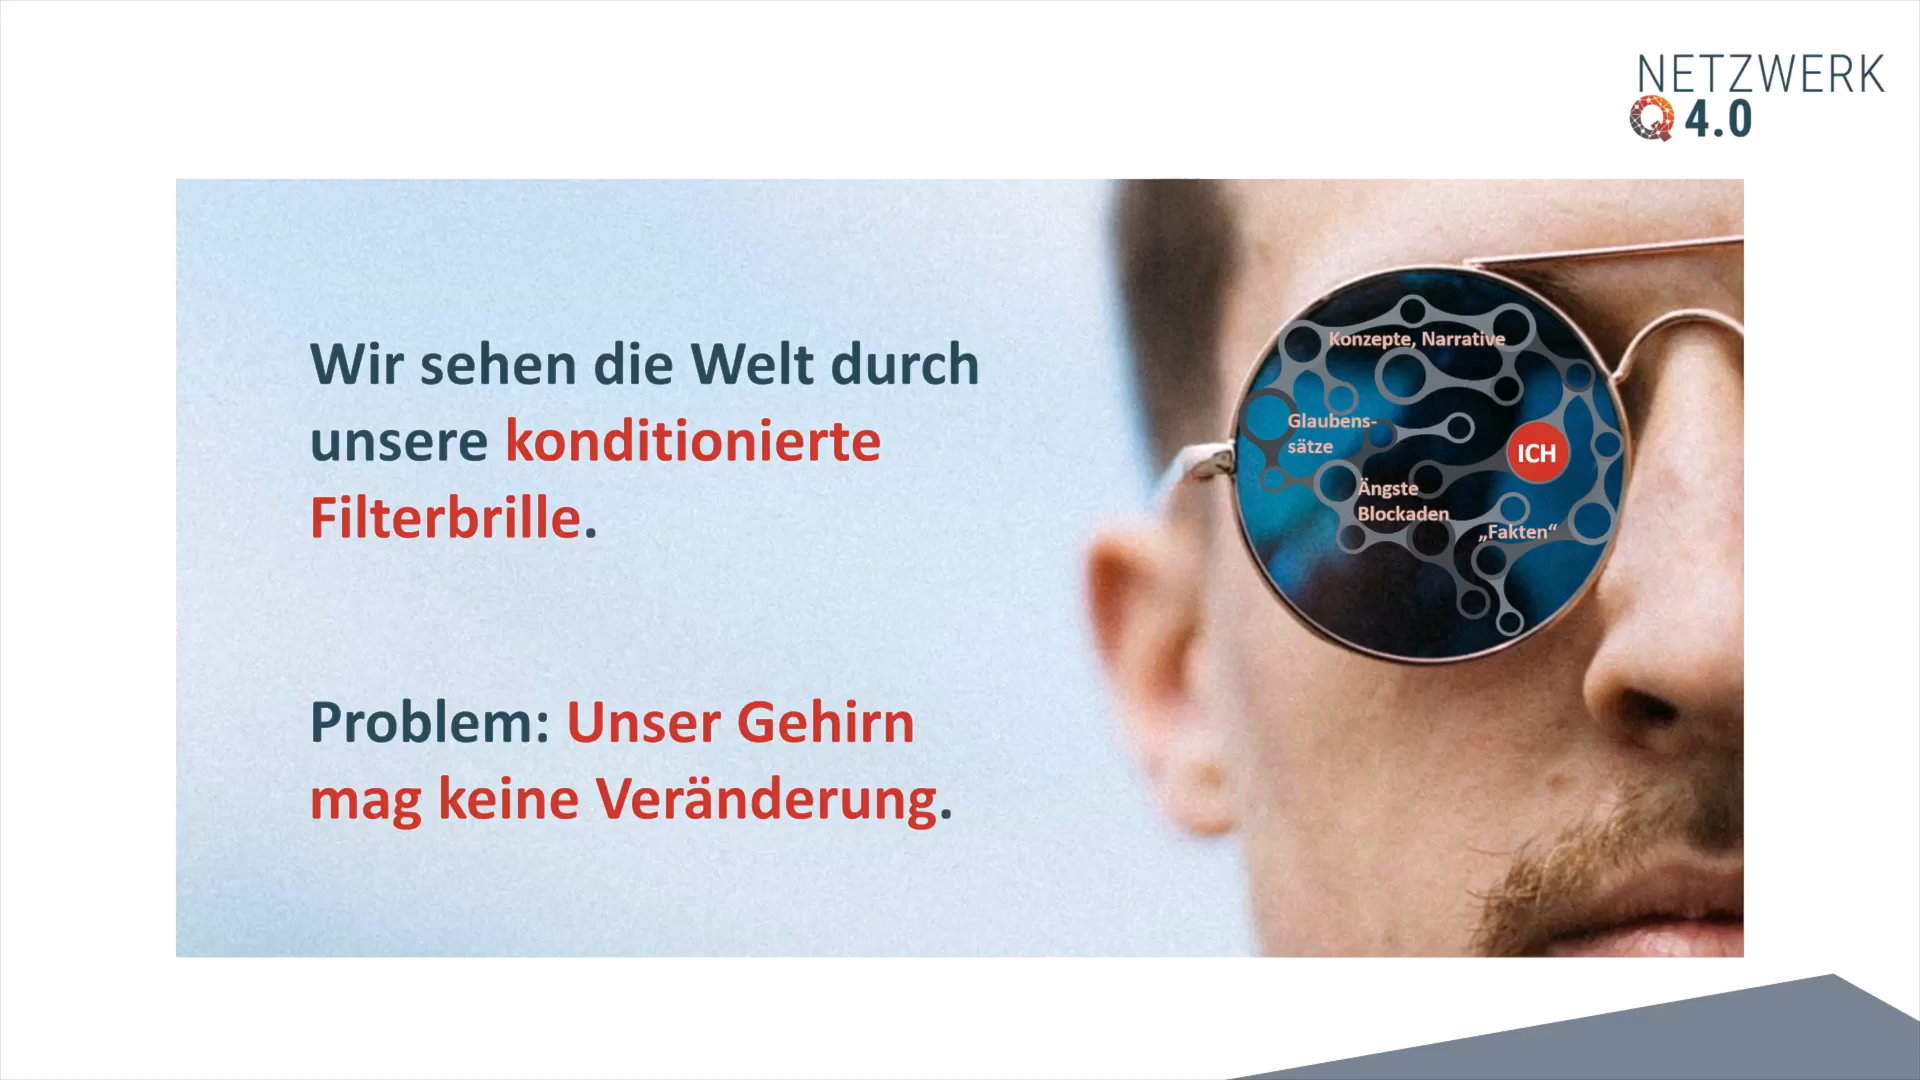 NETZWERK
Q 4.0
Wir sehen die Welt durch
unsere konditionierte
Filterbrille.
Problem: Unser Gehirn
mag keine Veränderung.
Konzepte, Narrative
Glaubens-
sätze
ICH
Ängste
Blockaden
„Fakten“